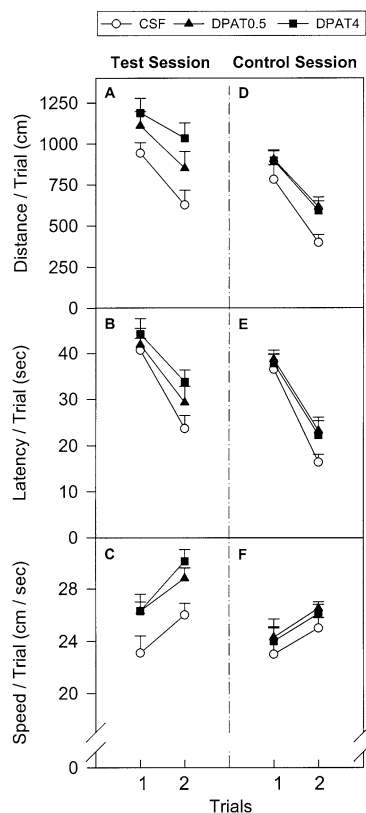 CSF DPAT0.5 DPAT4
Test Session Control Session
A D
1250
1000
750
500
250
0
Distance / Trial (cm)
B E
40
30
20
10
0
Latency / Trial (sec)
C F
28
24
20
0
Speed / Trial (cm / sec)
1 2 1 2
Trials